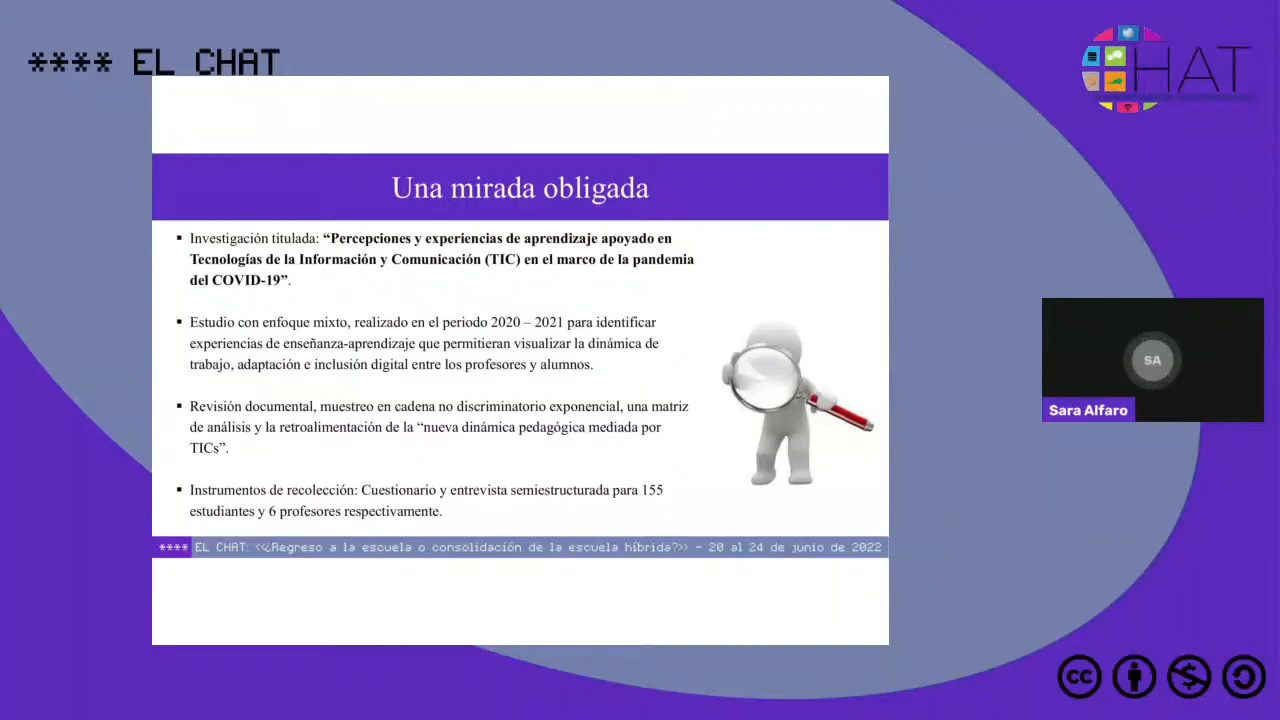 **** EL CHAT
HAT
Una mirada obligada
▪ Investigación titulada: “Percepciones y experiencias de aprendizaje apoyado en
Tecnologías de la Información y Comunicación (TIC) en el marco de la pandemia
del COVID-19”.
▪ Estudio con enfoque mixto, realizado en el periodo 2020 – 2021 para identificar
experiencias de enseñanza-aprendizaje que permitieran visualizar la dinámica de
trabajo, adaptación e inclusión digital entre los profesores y alumnos.
▪ Revisión documental, muestreo en cadena no discriminatorio exponencial, una matriz
de análisis y la retroalimentación de la “nueva dinámica pedagógica mediada por
TICs”.
▪ Instrumentos de recolección: Cuestionario y entrevista semiestructurada para 155
estudiantes y 6 profesores respectivamente.
**** EL CHAT: <<¿Regreso a la escuela o consolidación de la escuela híbrida?>> – 20 al 24 de junio de 2022
SA
Sara Alfaro
cc